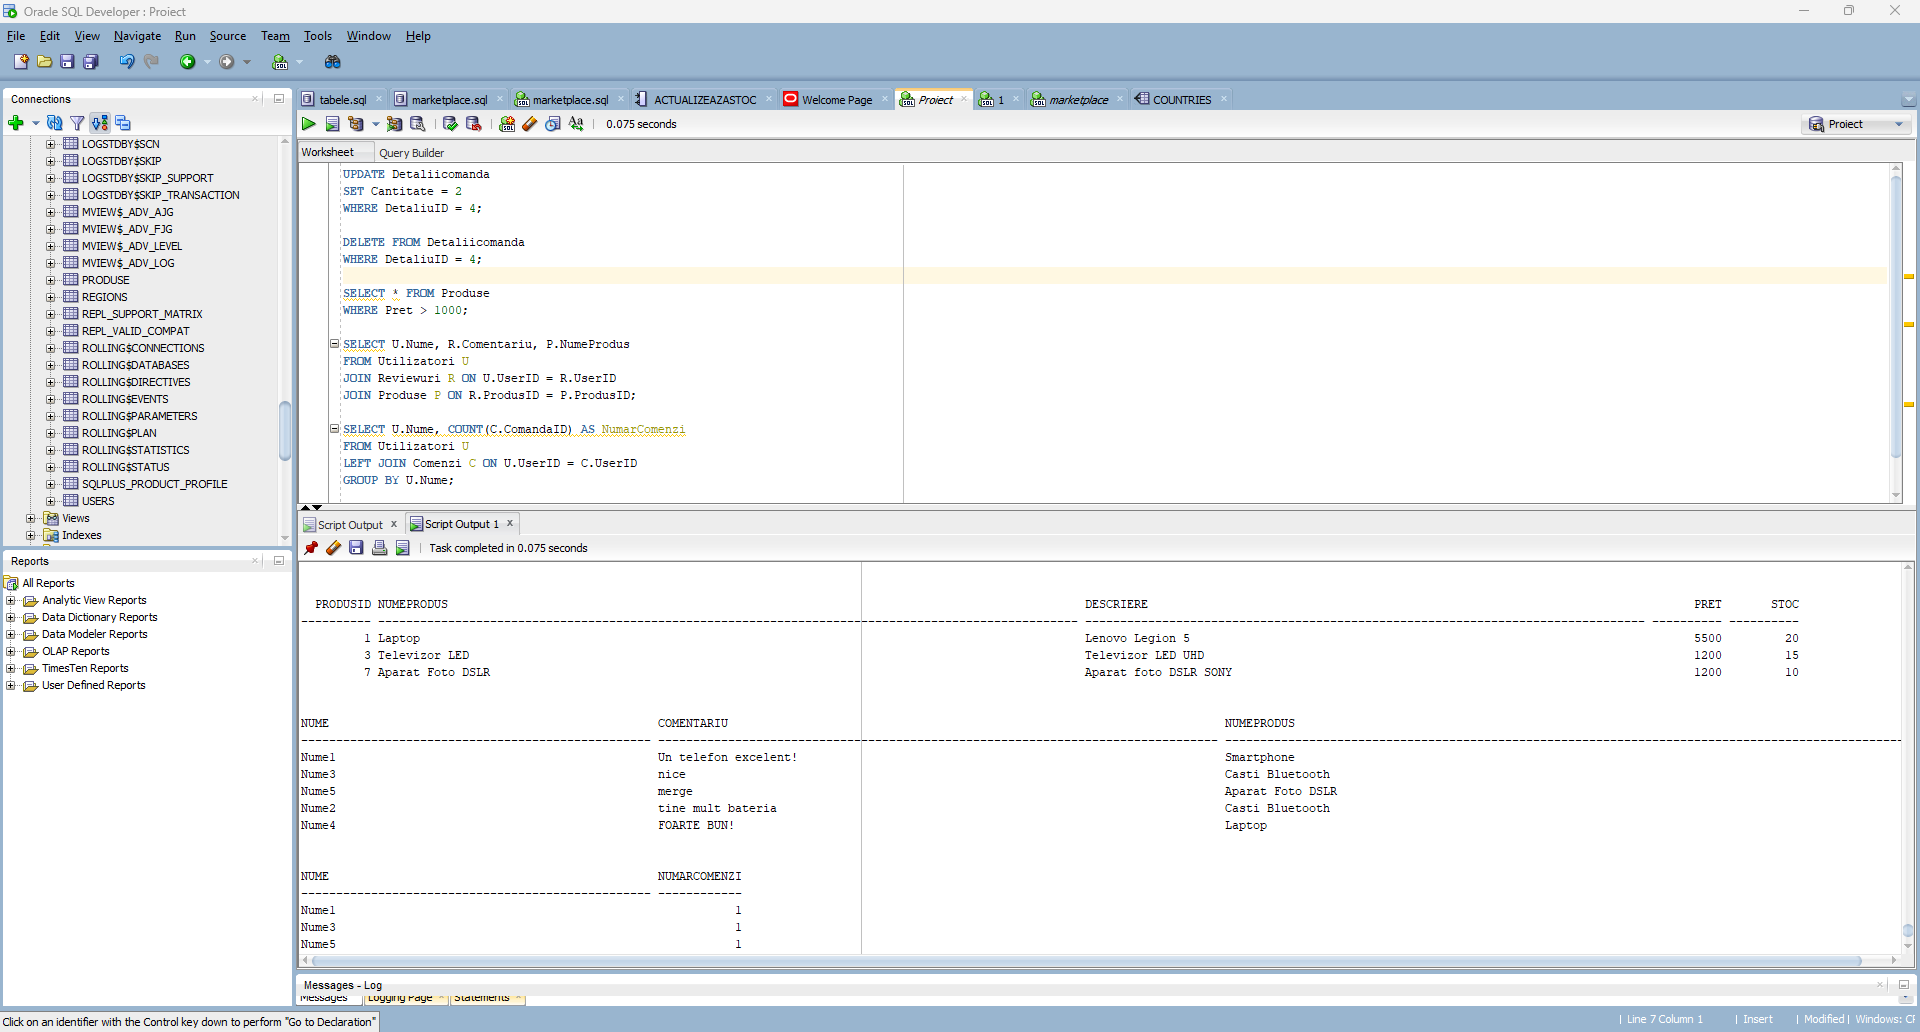 Oracle SQL Developer : Proiect
File Edit View Navigate Run Source Team Tools Window Help
Connections
tabele.sql marketplace.sql marketplace.sql ACTUALIZEAZASTOC Welcome Page Proiect 1 marketplace COUNTRIES
0.075 seconds
Proiect
Worksheet Query Builder
LOGSTDBY$SCN
LOGSTDBY$SKIP
LOGSTDBY$SKIP_SUPPORT
LOGSTDBY$SKIP_TRANSACTION
MVIEW$_ADV_AJG
MVIEW$_ADV_FJG
MVIEW$_ADV_LEVEL
MVIEW$_ADV_LOG
PRODUSE
REGIONS
REPL_SUPPORT_MATRIX
REPL_VALID_COMPAT
ROLLING$CONNECTIONS
ROLLING$DATABASES
ROLLING$DIRECTIVES
ROLLING$EVENTS
ROLLING$PARAMETERS
ROLLING$PLAN
ROLLING$STATISTICS
ROLLING$STATUS
SQLPLUS_PRODUCT_PROFILE
USERS
Views
Indexes
UPDATE Detaliicomanda
SET Cantitate = 2
WHERE DetaliuID = 4;
DELETE FROM Detaliicomanda
WHERE DetaliuID = 4;
SELECT * FROM Produse
WHERE Pret > 1000;
SELECT U.Nume, R.Comentariu, P.NumeProdus
FROM Utilizatori U
JOIN Reviewuri R ON U.UserID = R.UserID
JOIN Produse P ON R.ProdusID = P.ProdusID;
SELECT U.Nume, COUNT(C.ComandaID) AS NumarComenzi
FROM Utilizatori U
LEFT JOIN Comenzi C ON U.UserID = C.UserID
GROUP BY U.Nume;
Reports
All Reports
Analytic View Reports
Data Dictionary Reports
Data Modeler Reports
OLAP Reports
TimesTen Reports
User Defined Reports
Script Output Script Output 1
Task completed in 0.075 seconds
PRODUSID NUMEPRODUS DESCRIERE PRET STOC
1 Laptop Lenovo Legion 5 5500 20
3 Televizor LED Televizor LED UHD 1200 15
7 Aparat Foto DSLR Aparat foto DSLR SONY 1200 10
NUME COMENTARIU NUMEPRODUS
Nume1 Un telefon excelent! Smartphone
Nume3 nice Casti Bluetooth
Nume5 merge Aparat Foto DSLR
Nume2 tine mult bateria Casti Bluetooth
Nume4 FOARTE BUN! Laptop
NUME NUMARCOMENZI
Nume1 1
Nume3 1
Nume5 1
Messages - Log
Messages Logging Page Statements
Click on an identifier with the Control key down to perform "Go to Declaration"
Line 7 Column 1 Insert Modified Windows: CF